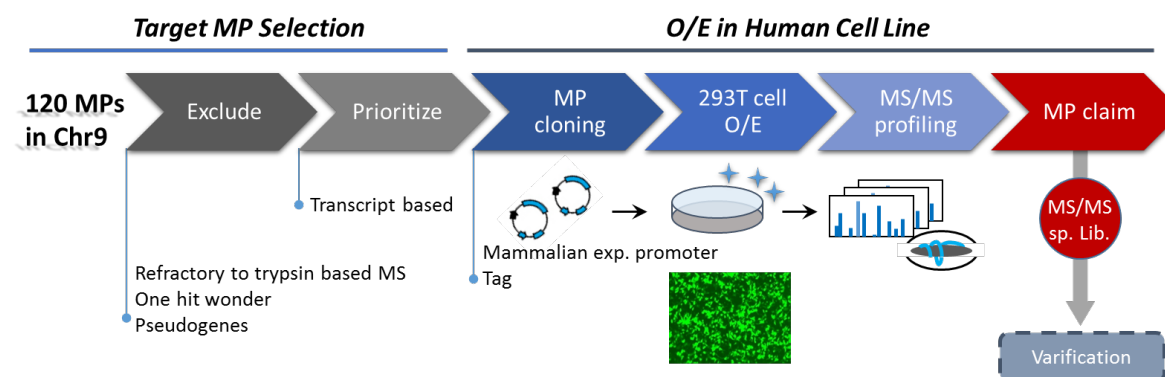 Target MP Selection
O/E in Human Cell Line
120 MPs
in Chr9
Exclude
Prioritize
MP
cloning
293T cell
O/E
MS/MS
profiling
MP claim
Transcript based
Refractory to trypsin based MS
One hit wonder
Pseudogenes
Mammalian exp. promoter
Tag
MS/MS
sp. Lib.
Varification